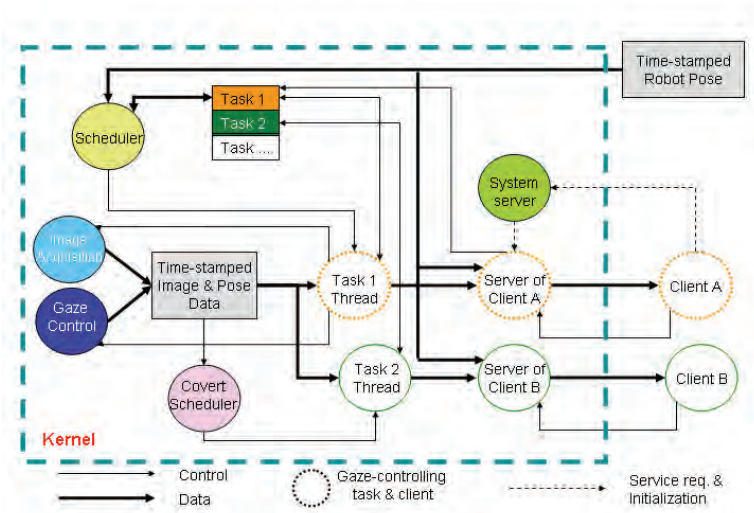 Time-stamped
Robot Pose
Task 1
Task 2
Task ....
Scheduler
System
server
Image
Aquisition
Time-stamped
Image & Pose
Data
Task 1
Thread
Server of
Client A
Client A
Gaze
Control
Covert
Scheduler
Task 2
Thread
Server of
Client B
Client B
Kernel
Control
Data
Gaze-controlling
task & client
Service req. &
Initialization